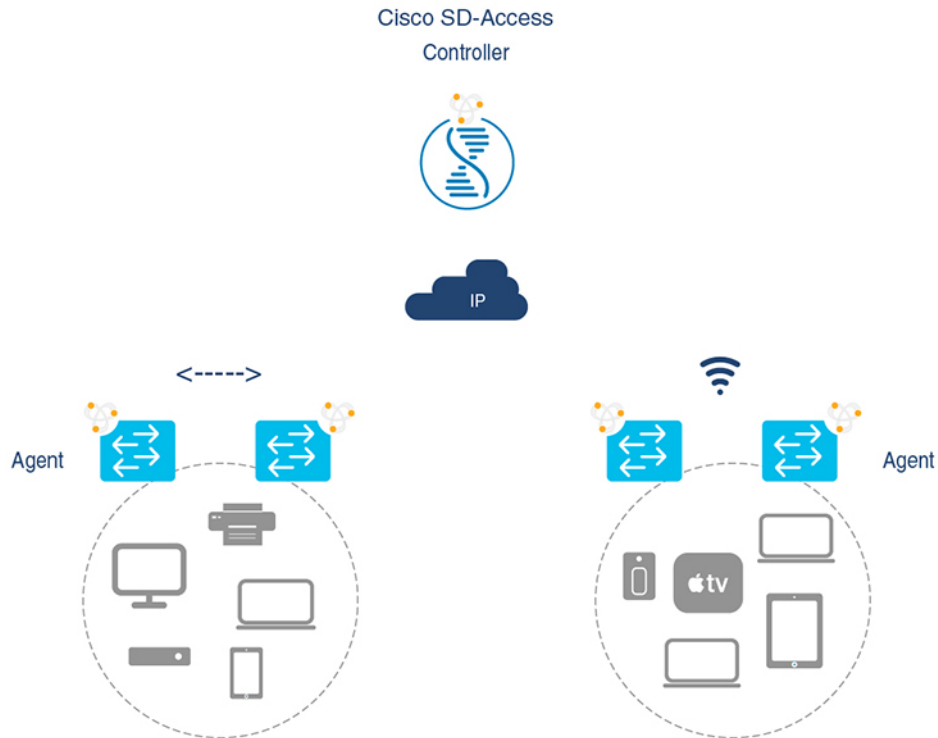 Cisco SD-Access
Controller
IP
<----->
Agent
Agent
tv